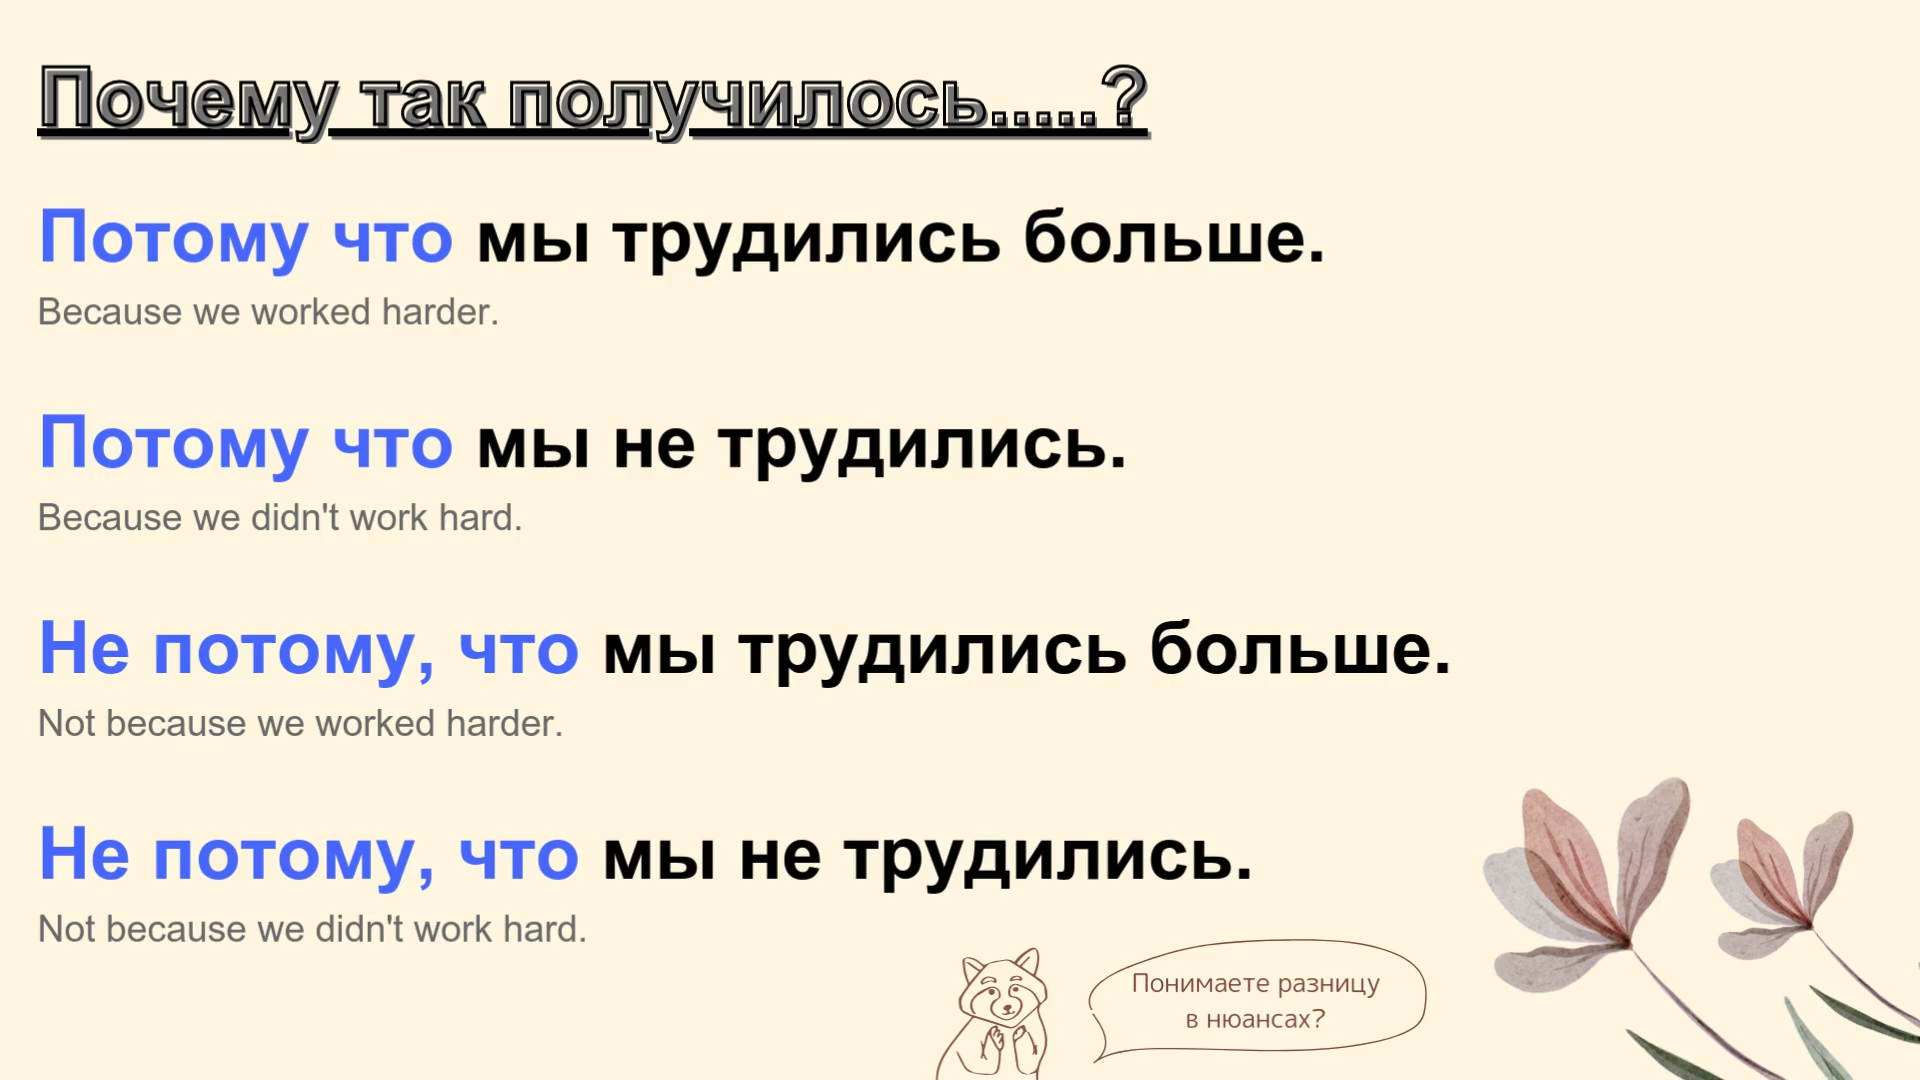 Почему так получилось.....?
Потому что мы трудились больше.
Because we worked harder.
Потому что мы не трудились.
Because we didn't work hard.
Не потому, что мы трудились больше.
Not because we worked harder.
Не потому, что мы не трудились.
Not because we didn't work hard.
Понимаете разницу
в нюансах?